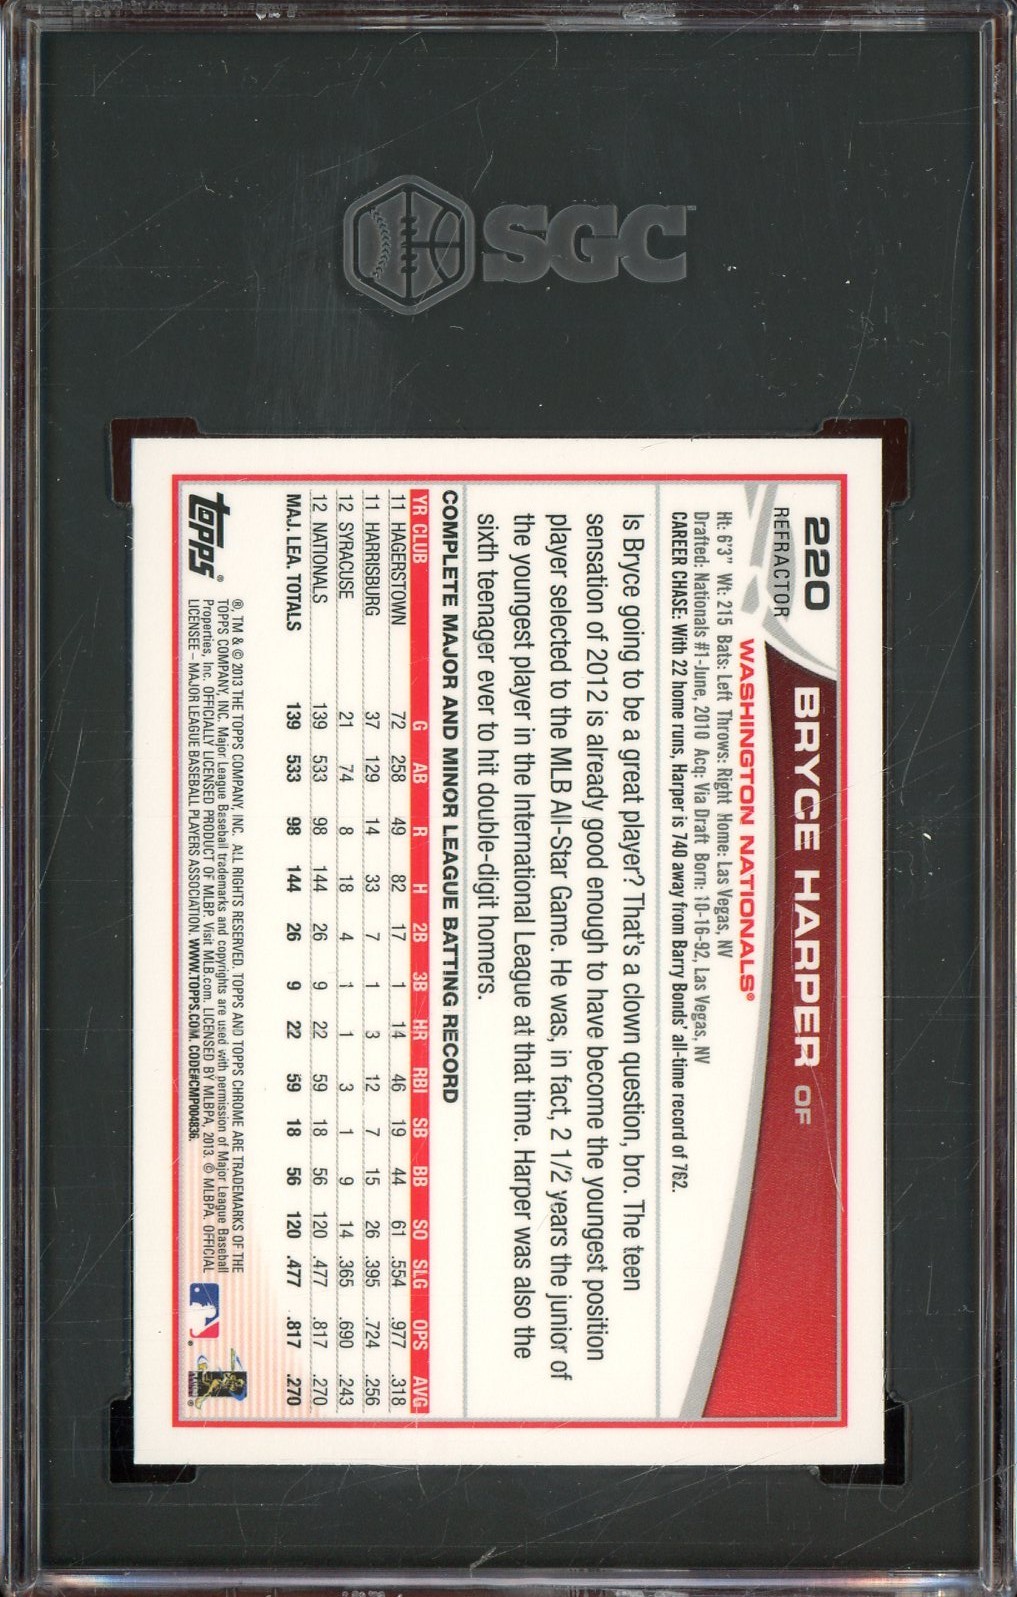 SGC™
220
REFRACTOR
BRYCE HARPER OF
WASHINGTON NATIONALS®
Ht: 6'3" Wt: 215 Bats: Left Throws: Right Home: Las Vegas, NV
Drafted: Nationals #1-June, 2010 Acq: Via Draft Born: 10-16-92, Las Vegas, NV
CAREER CHASE: With 22 home runs, Harper is 740 away from Barry Bonds' all-time record of 762.
Is Bryce going to be a great player? That's a clown question, bro. The teen
sensation of 2012 is already good enough to have become the youngest position
player selected to the MLB All-Star Game. He was, in fact, 2 1/2 years the junior of
the youngest player in the International League at that time. Harper was also the
sixth teenager ever to hit double-digit homers.
COMPLETE MAJOR AND MINOR LEAGUE BATTING RECORD
YR CLUB G AB R H 2B 3B HR RBI SB BB SO SLG OPS AVG
11 HAGERSTOWN 72 258 49 82 17 1 14 46 19 44 61 .554 .977 .318
11 HARRISBURG 37 129 14 33 7 1 3 12 7 15 26 .395 .724 .256
12 SYRACUSE 21 74 8 18 4 1 1 3 1 9 14 .365 .690 .243
12 NATIONALS 139 533 98 144 26 9 22 59 18 56 120 .477 .817 .270
MAJ. LEA. TOTALS 139 533 98 144 26 9 22 59 18 56 120 .477 .817 .270
topps®
®, TM & © 2013 THE TOPPS COMPANY, INC. ALL RIGHTS RESERVED. TOPPS AND TOPPS CHROME ARE TRADEMARKS OF THE
TOPPS COMPANY, INC. Major League Baseball trademarks and copyrights are used with permission of Major League Baseball
Properties, Inc. OFFICIALLY LICENSED PRODUCT OF MLBP. Visit MLB.com. LICENSED BY MLBPA, 2013. © MLBPA. OFFICIAL
LICENSEE – MAJOR LEAGUE BASEBALL PLAYERS ASSOCIATION. WWW.TOPPS.COM. CODE#CMP004836.